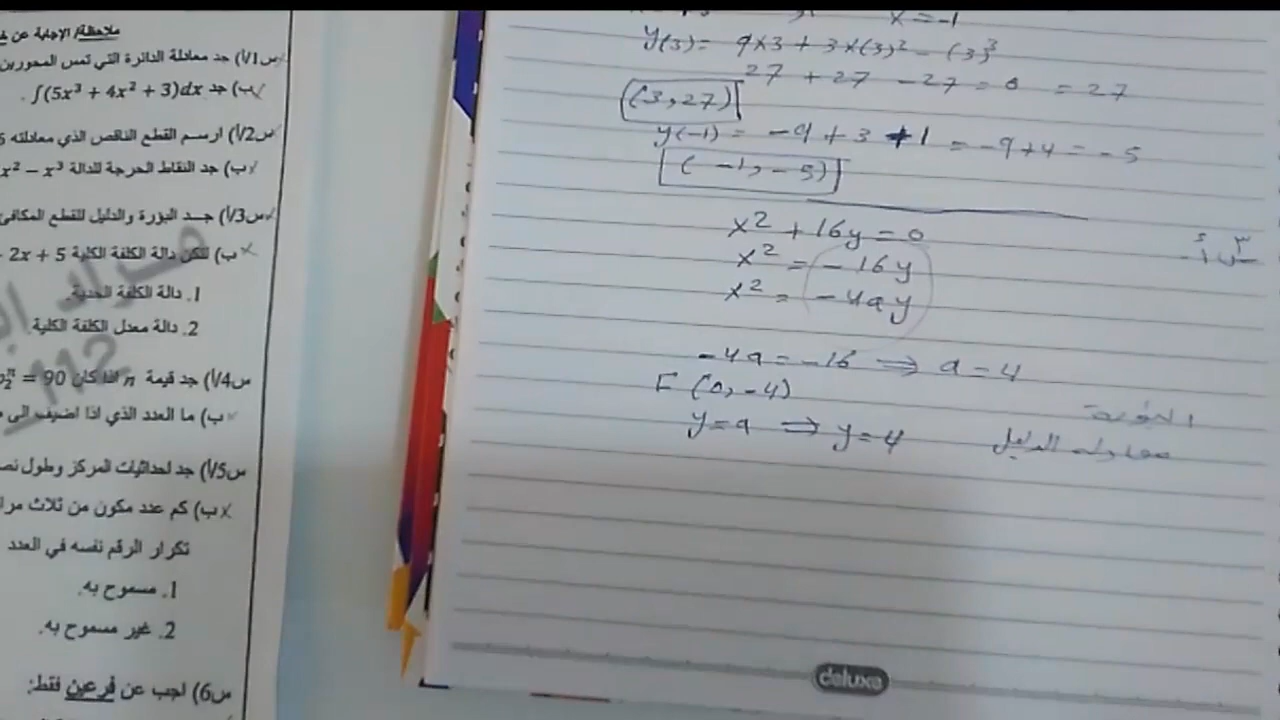 ملاحظة/ الإجابة عن
س1/أ) جد معادلة الدائرة التي تمس المحورين
ب) جد ∫(5x³ + 4x² + 3)dx.
س2/أ) ارسم القطع الناقص الذي معادلته
ب) جد النقاط الحرجة للدالة x² − x³
س3/أ) جد البؤرة والدليل للقطع المكافئ
ب) لتكن دالة الكلفة الكلية 2x + 5
1. دالة الكلفة الحدية.
2. دالة معدل الكلفة الكلية.
س4/أ) جد قيمة n اذا كان = 90
ب) ما العدد الذي اذا اضيف الى
س5/أ) جد احداثيات المركز وطول
ب) كم عدد مكون من ثلاث
تكرار الرقم نفسه في العدد
1. مسموح به.
2. غير مسموح به.
س6) اجب عن فرعين فقط:
112
x = -1
y(3) = 9×3 + 3×(3)² - (3)³
27 + 27 - 27 = 0 = 27
(3, 27)
y(-1) = -9 + 3 + 1 = -9+4 = -5
(-1, -5)
س٣ أ
x² + 16y = 0
x² = -16y
x² = -4ay
-4a = -16 ⇒ a = 4
F (0, -4) البؤرة
y = a ⇒ y = 4 معادلة الدليل
deluxe